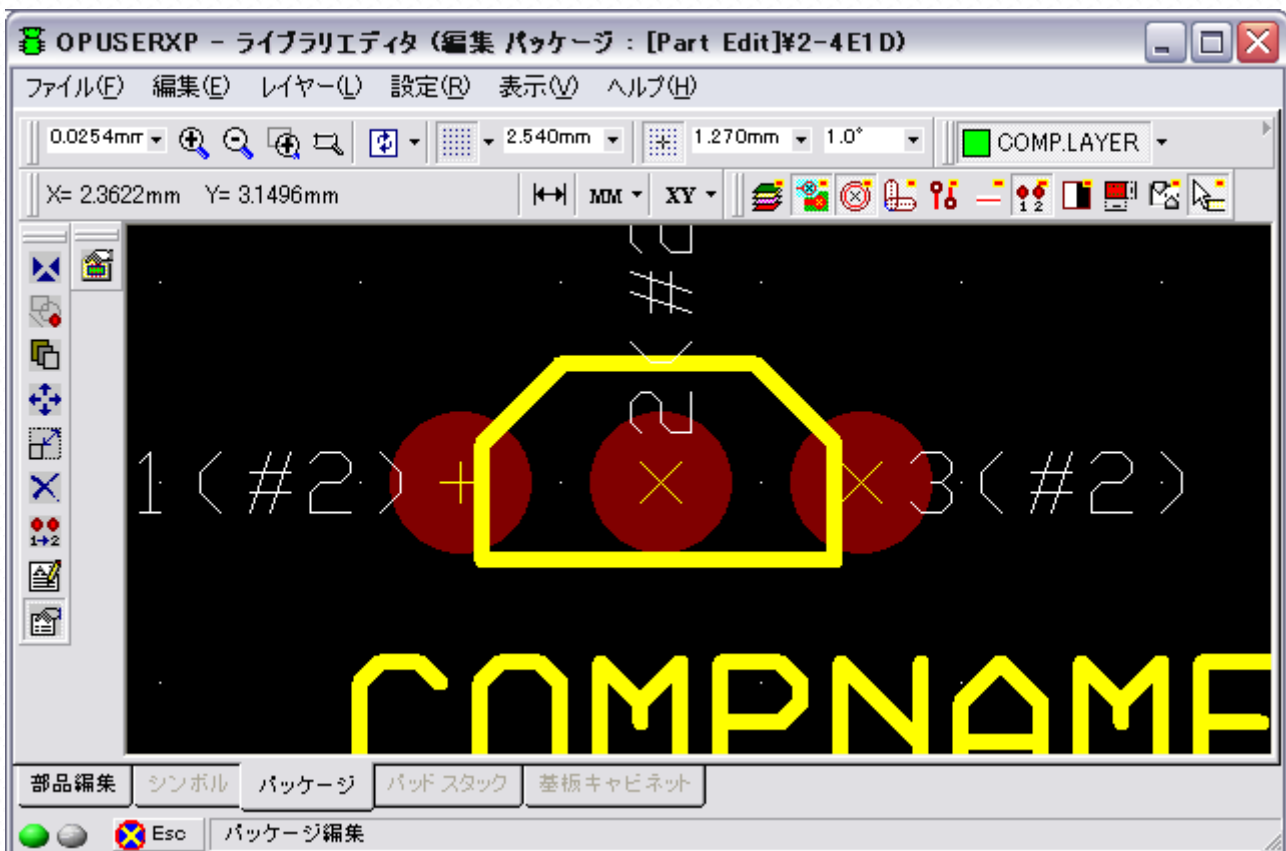 OPUSERXP - ライブラリエディタ (編集 パッケージ : [Part Edit]¥2-4E1D)
ファイル(F) 編集(E) レイヤー(L) 設定(R) 表示(V) ヘルプ(H)
0.0254mm 2.540mm 1.270mm 1.0° COMP.LAYER
X= 2.3622mm Y= 3.1496mm MM XY
1(#2) 2(#2 3(#2)
COMPNAME
部品編集 シンボル パッケージ パッド スタック 基板キャビネット
Esc パッケージ編集